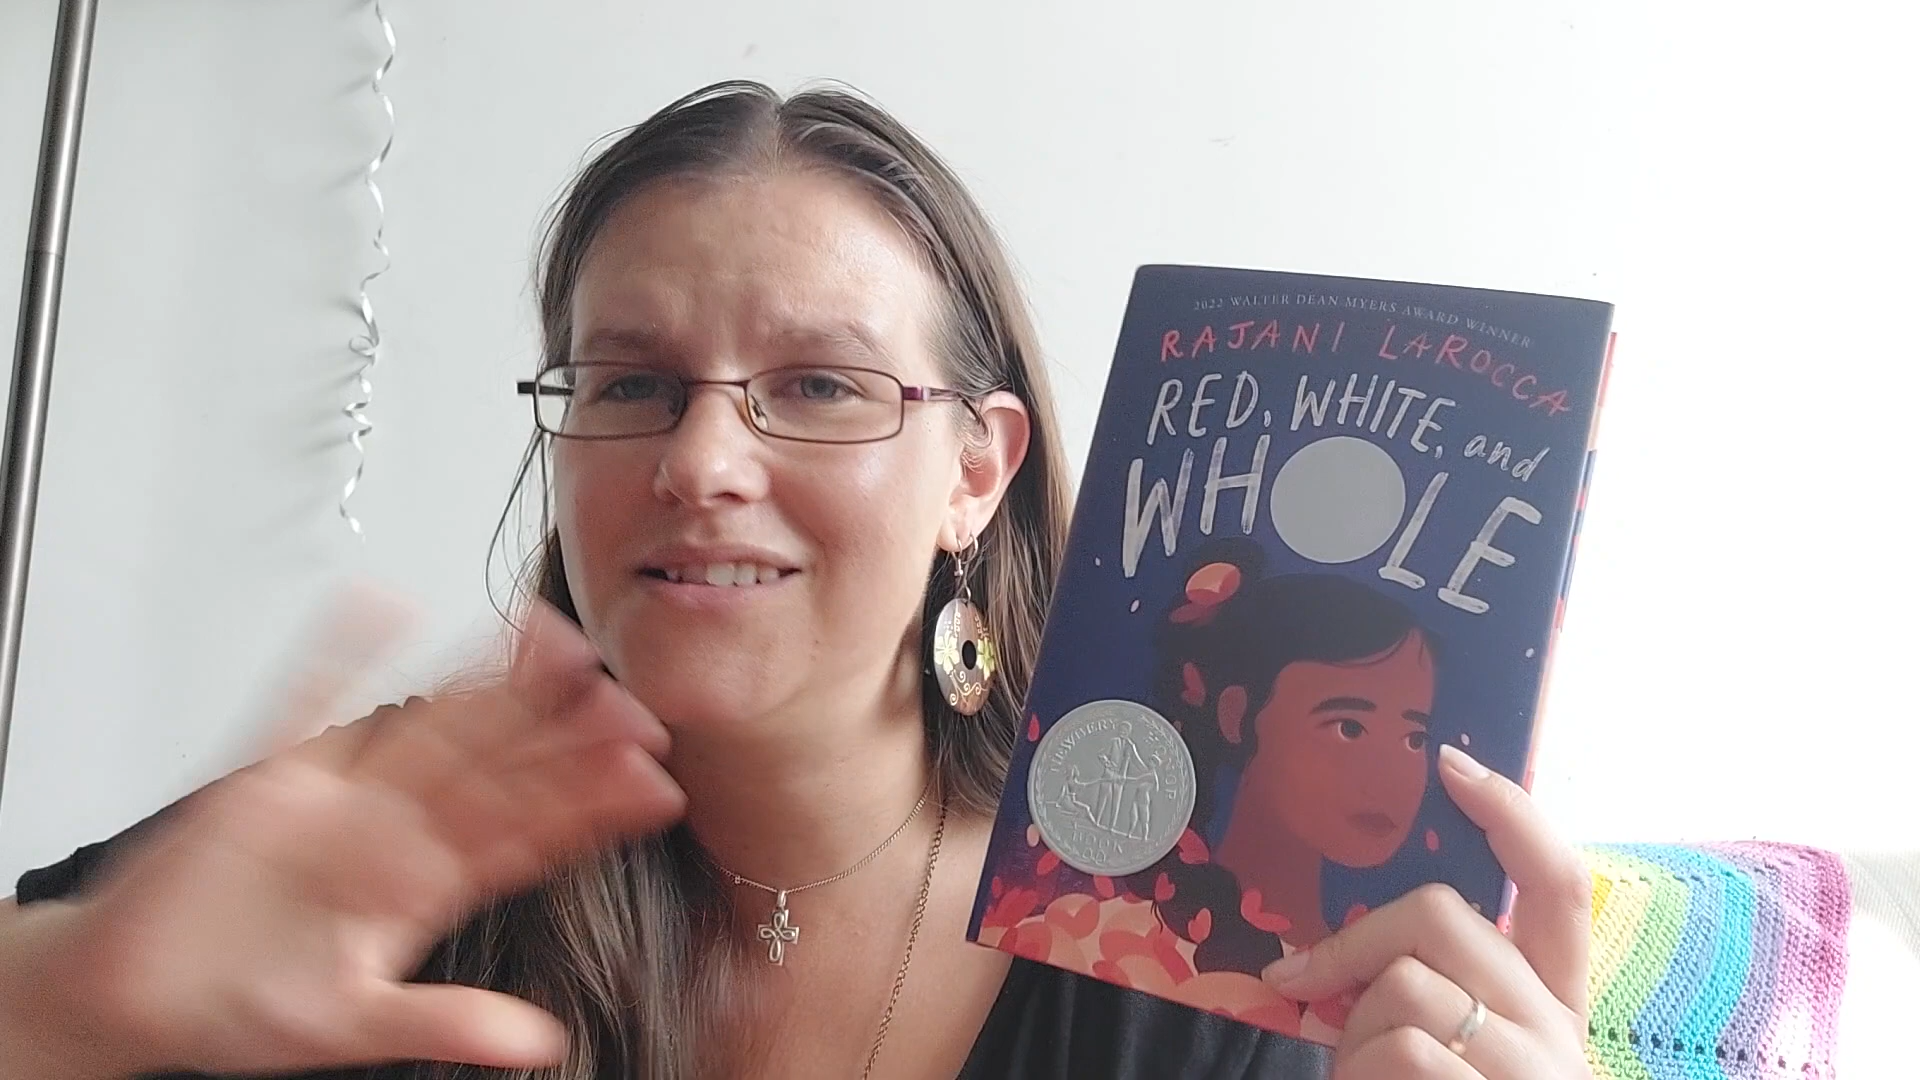 2022 WALTER DEAN MYERS AWARD WINNER
RAJANI LAROCCA
RED, WHITE, and
WHOLE
NEWBERY HONOR
BOOK